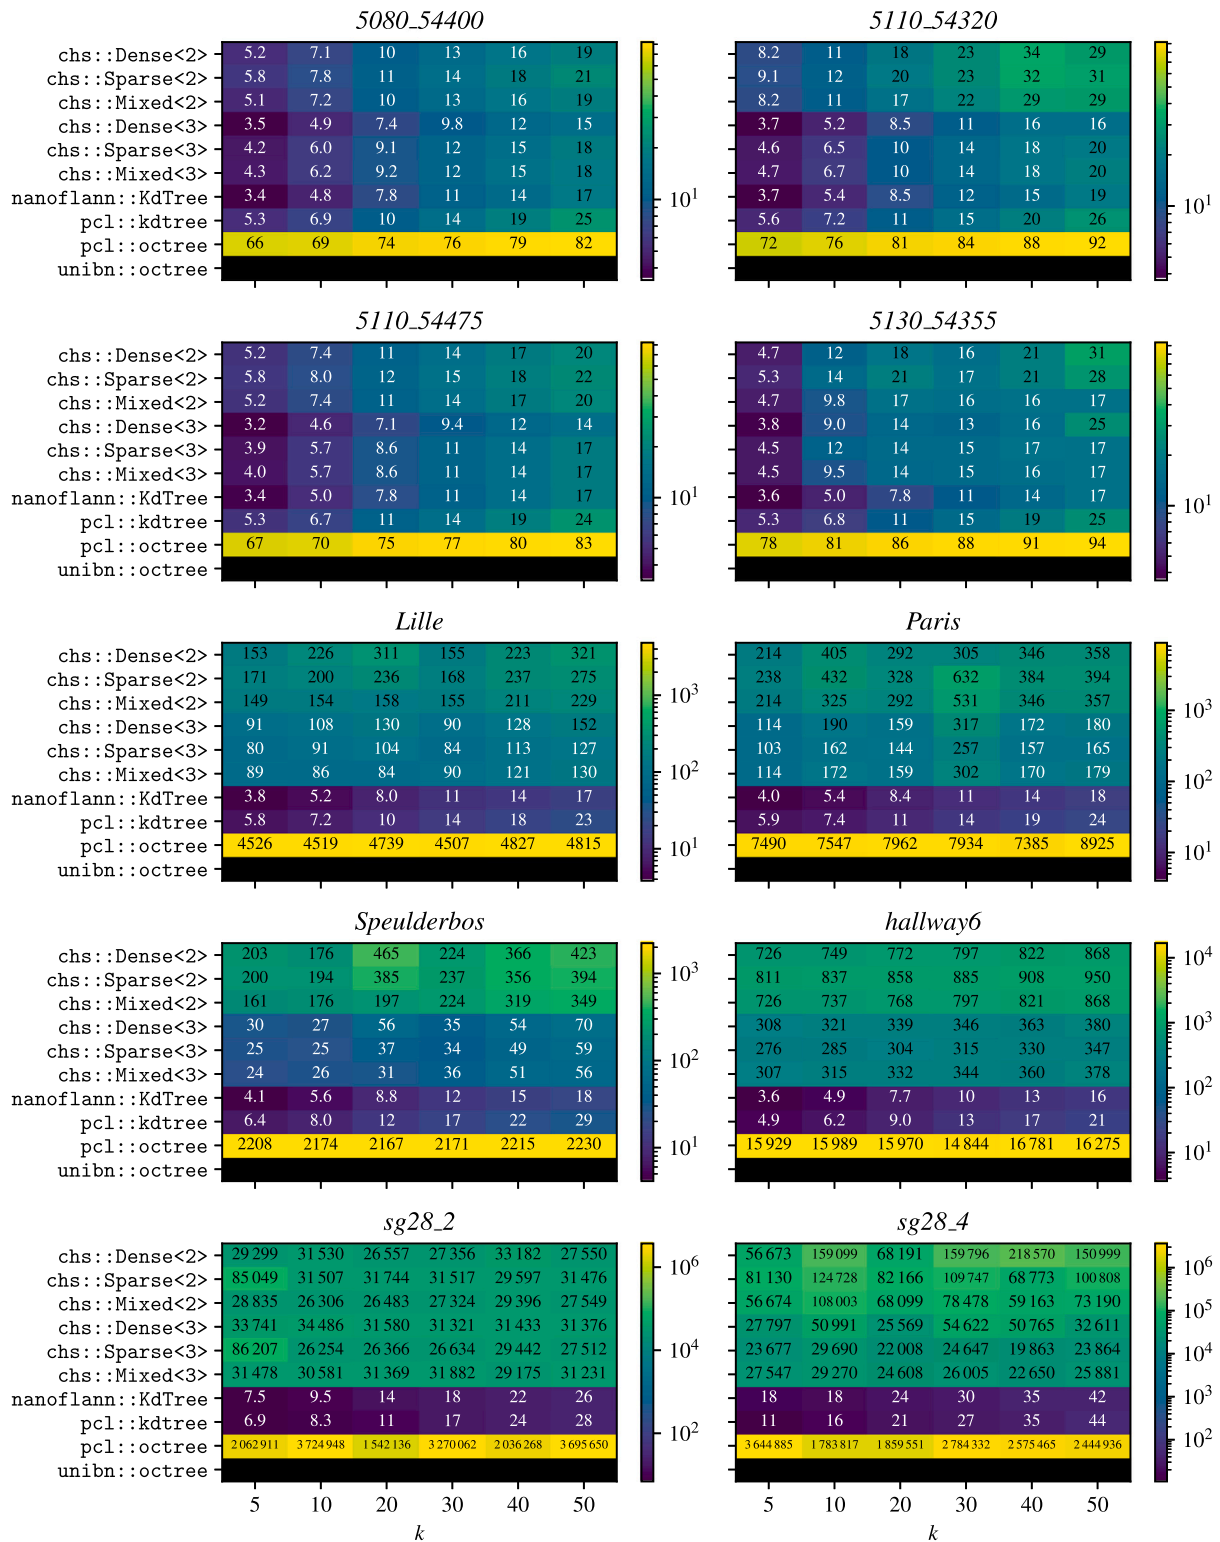 5080_54400 5110_54320
chs::Dense<2> 5.2 7.1 10 13 16 19 8.2 11 18 23 34 29
chs::Sparse<2> 5.8 7.8 11 14 18 21 9.1 12 20 23 32 31
chs::Mixed<2> 5.1 7.2 10 13 16 19 8.2 11 17 22 29 29
chs::Dense<3> 3.5 4.9 7.4 9.8 12 15 3.7 5.2 8.5 11 16 16
chs::Sparse<3> 4.2 6.0 9.1 12 15 18 4.6 6.5 10 14 18 20
chs::Mixed<3> 4.3 6.2 9.2 12 15 18 4.7 6.7 10 14 18 20
nanoflann::KdTree 3.4 4.8 7.8 11 14 17 10¹ 3.7 5.4 8.5 12 15 19 10¹
pcl::kdtree 5.3 6.9 10 14 19 25 5.6 7.2 11 15 20 26
pcl::octree 66 69 74 76 79 82 72 76 81 84 88 92
unibn::octree
5110_54475 5130_54355
chs::Dense<2> 5.2 7.4 11 14 17 20 4.7 12 18 16 21 31
chs::Sparse<2> 5.8 8.0 12 15 18 22 5.3 14 21 17 21 28
chs::Mixed<2> 5.2 7.4 11 14 17 20 4.7 9.8 17 16 16 17
chs::Dense<3> 3.2 4.6 7.1 9.4 12 14 3.8 9.0 14 13 16 25
chs::Sparse<3> 3.9 5.7 8.6 11 14 17 4.5 12 14 15 17 17
chs::Mixed<3> 4.0 5.7 8.6 11 14 17 4.5 9.5 14 15 16 17
nanoflann::KdTree 3.4 5.0 7.8 11 14 17 10¹ 3.6 5.0 7.8 11 14 17 10¹
pcl::kdtree 5.3 6.7 11 14 19 24 5.3 6.8 11 15 19 25
pcl::octree 67 70 75 77 80 83 78 81 86 88 91 94
unibn::octree
Lille Paris
chs::Dense<2> 153 226 311 155 223 321 214 405 292 305 346 358
chs::Sparse<2> 171 200 236 168 237 275 10³ 238 432 328 632 384 394
chs::Mixed<2> 149 154 158 155 211 229 214 325 292 531 346 357 10³
chs::Dense<3> 91 108 130 90 128 152 114 190 159 317 172 180
chs::Sparse<3> 80 91 104 84 113 127 103 162 144 257 157 165
chs::Mixed<3> 89 86 84 90 121 130 10² 114 172 159 302 170 179 10²
nanoflann::KdTree 3.8 5.2 8.0 11 14 17 4.0 5.4 8.4 11 14 18
pcl::kdtree 5.8 7.2 10 14 18 23 5.9 7.4 11 14 19 24
pcl::octree 4526 4519 4739 4507 4827 4815 10¹ 7490 7547 7962 7934 7385 8925 10¹
unibn::octree
Speulderbos hallway6
chs::Dense<2> 203 176 465 224 366 423 726 749 772 797 822 868 10⁴
chs::Sparse<2> 200 194 385 237 356 394 10³ 811 837 858 885 908 950
chs::Mixed<2> 161 176 197 224 319 349 726 737 768 797 821 868
chs::Dense<3> 30 27 56 35 54 70 308 321 339 346 363 380 10³
chs::Sparse<3> 25 25 37 34 49 59 10² 276 285 304 315 330 347
chs::Mixed<3> 24 26 31 36 51 56 307 315 332 344 360 378 10²
nanoflann::KdTree 4.1 5.6 8.8 12 15 18 3.6 4.9 7.7 10 13 16
pcl::kdtree 6.4 8.0 12 17 22 29 4.9 6.2 9.0 13 17 21
pcl::octree 2208 2174 2167 2171 2215 2230 10¹ 15 929 15 989 15 970 14 844 16 781 16 275 10¹
unibn::octree
sg28_2 sg28_4
chs::Dense<2> 29 299 31 530 26 557 27 356 33 182 27 550 10⁶ 56 673 159 099 68 191 159 796 218 570 150 999 10⁶
chs::Sparse<2> 85 049 31 507 31 744 31 517 29 597 31 476 81 130 124 728 82 166 109 747 68 773 100 808
chs::Mixed<2> 28 835 26 306 26 483 27 324 29 396 27 549 56 674 108 003 68 099 78 478 59 163 73 190 10⁵
chs::Dense<3> 33 741 34 486 31 580 31 321 31 433 31 376 27 797 50 991 25 569 54 622 50 765 32 611
chs::Sparse<3> 86 207 26 254 26 366 26 634 29 442 27 512 10⁴ 23 677 29 690 22 008 24 647 19 863 23 864 10⁴
chs::Mixed<3> 31 478 30 581 31 369 31 882 29 175 31 231 27 547 29 270 24 608 26 005 22 650 25 881
nanoflann::KdTree 7.5 9.5 14 18 22 26 18 18 24 30 35 42 10³
pcl::kdtree 6.9 8.3 11 17 24 28 10² 11 16 21 27 35 44
pcl::octree 2 062 911 3 724 948 1 542 136 3 270 062 2 036 268 3 695 650 3 644 885 1 783 817 1 859 551 2 784 332 2 575 465 2 444 936 10²
unibn::octree
5 10 20 30 40 50 5 10 20 30 40 50
k k